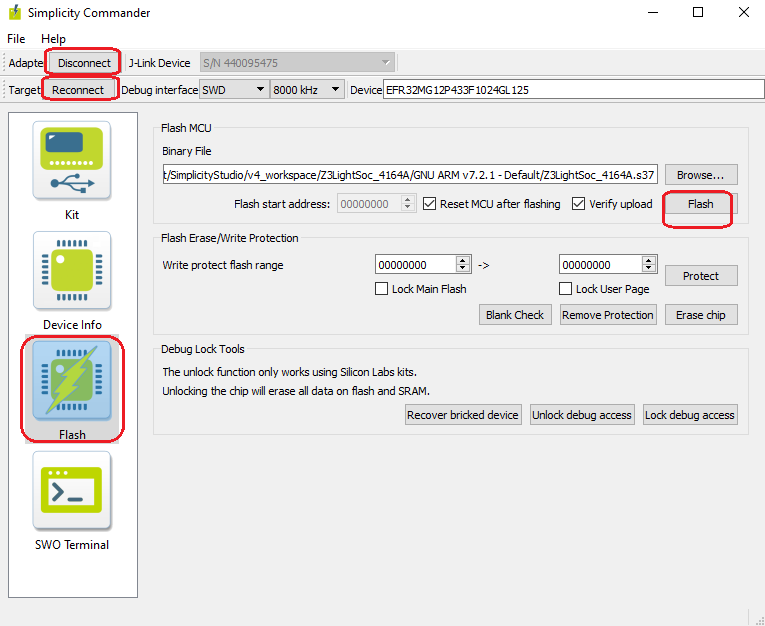 Simplicity Commander
File Help
Adapte Disconnect J-Link Device S/N 440095475
Target Reconnect Debug interface SWD 8000 kHz Device EFR32MG12P433F1024GL125
Flash MCU
Binary File
t/SimplicityStudio/v4_workspace/Z3LightSoc_4164A/GNU ARM v7.2.1 - Default/Z3LightSoc_4164A.s37 Browse...
Flash start address: 00000000 Reset MCU after flashing Verify upload Flash
Kit
Flash Erase/Write Protection
Write protect flash range 00000000 -> 00000000 Protect
Lock Main Flash Lock User Page
Blank Check Remove Protection Erase chip
Device Info
Debug Lock Tools
The unlock function only works using Silicon Labs kits.
Unlocking the chip will erase all data on flash and SRAM.
Recover bricked device Unlock debug access Lock debug access
Flash
SWO Terminal